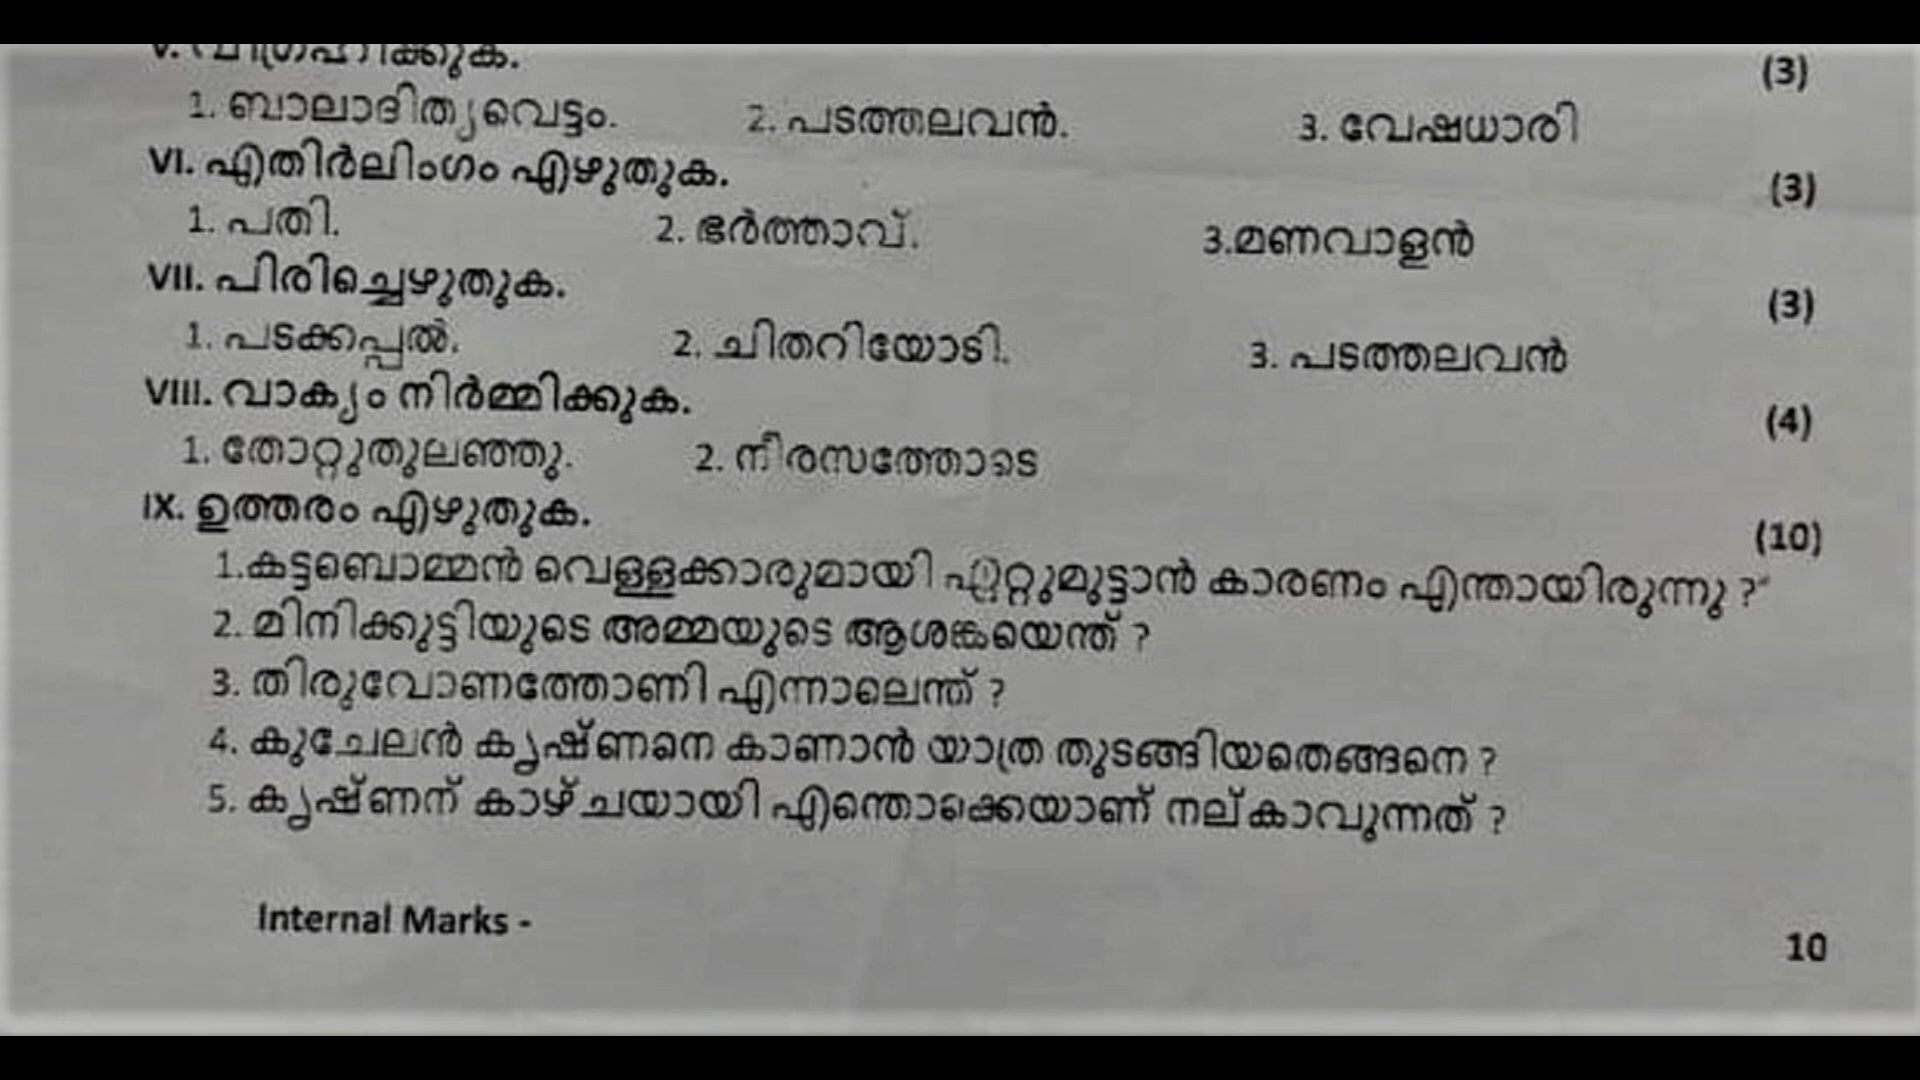 V. വിഗ്രഹിക്കുക. (3)
1. ബാലാദിത്യവെട്ടം. 2. പടത്തലവൻ. 3. വേഷധാരി
VI. എതിർലിംഗം എഴുതുക. (3)
1. പതി. 2. ഭർത്താവ്. 3.മണവാളൻ
VII. പിരിച്ചെഴുതുക. (3)
1. പടക്കപ്പൽ. 2. ചിതറിയോടി. 3. പടത്തലവൻ
VIII. വാക്യം നിർമ്മിക്കുക. (4)
1. തോറ്റുതുലഞ്ഞു. 2. നീരസത്തോടെ
IX. ഉത്തരം എഴുതുക. (10)
1.കട്ടബൊമ്മൻ വെള്ളക്കാരുമായി ഏറ്റുമുട്ടാൻ കാരണം എന്തായിരുന്നു ?
2. മിനിക്കുട്ടിയുടെ അമ്മയുടെ ആശങ്കയെന്ത് ?
3. തിരുവോണത്തോണി എന്നാലെന്ത് ?
4. കുചേലൻ കൃഷ്ണനെ കാണാൻ യാത്ര തുടങ്ങിയതെങ്ങനെ ?
5. കൃഷ്ണന് കാഴ്ചയായി എന്തൊക്കെയാണ് നല്കാവുന്നത് ?
Internal Marks - 10